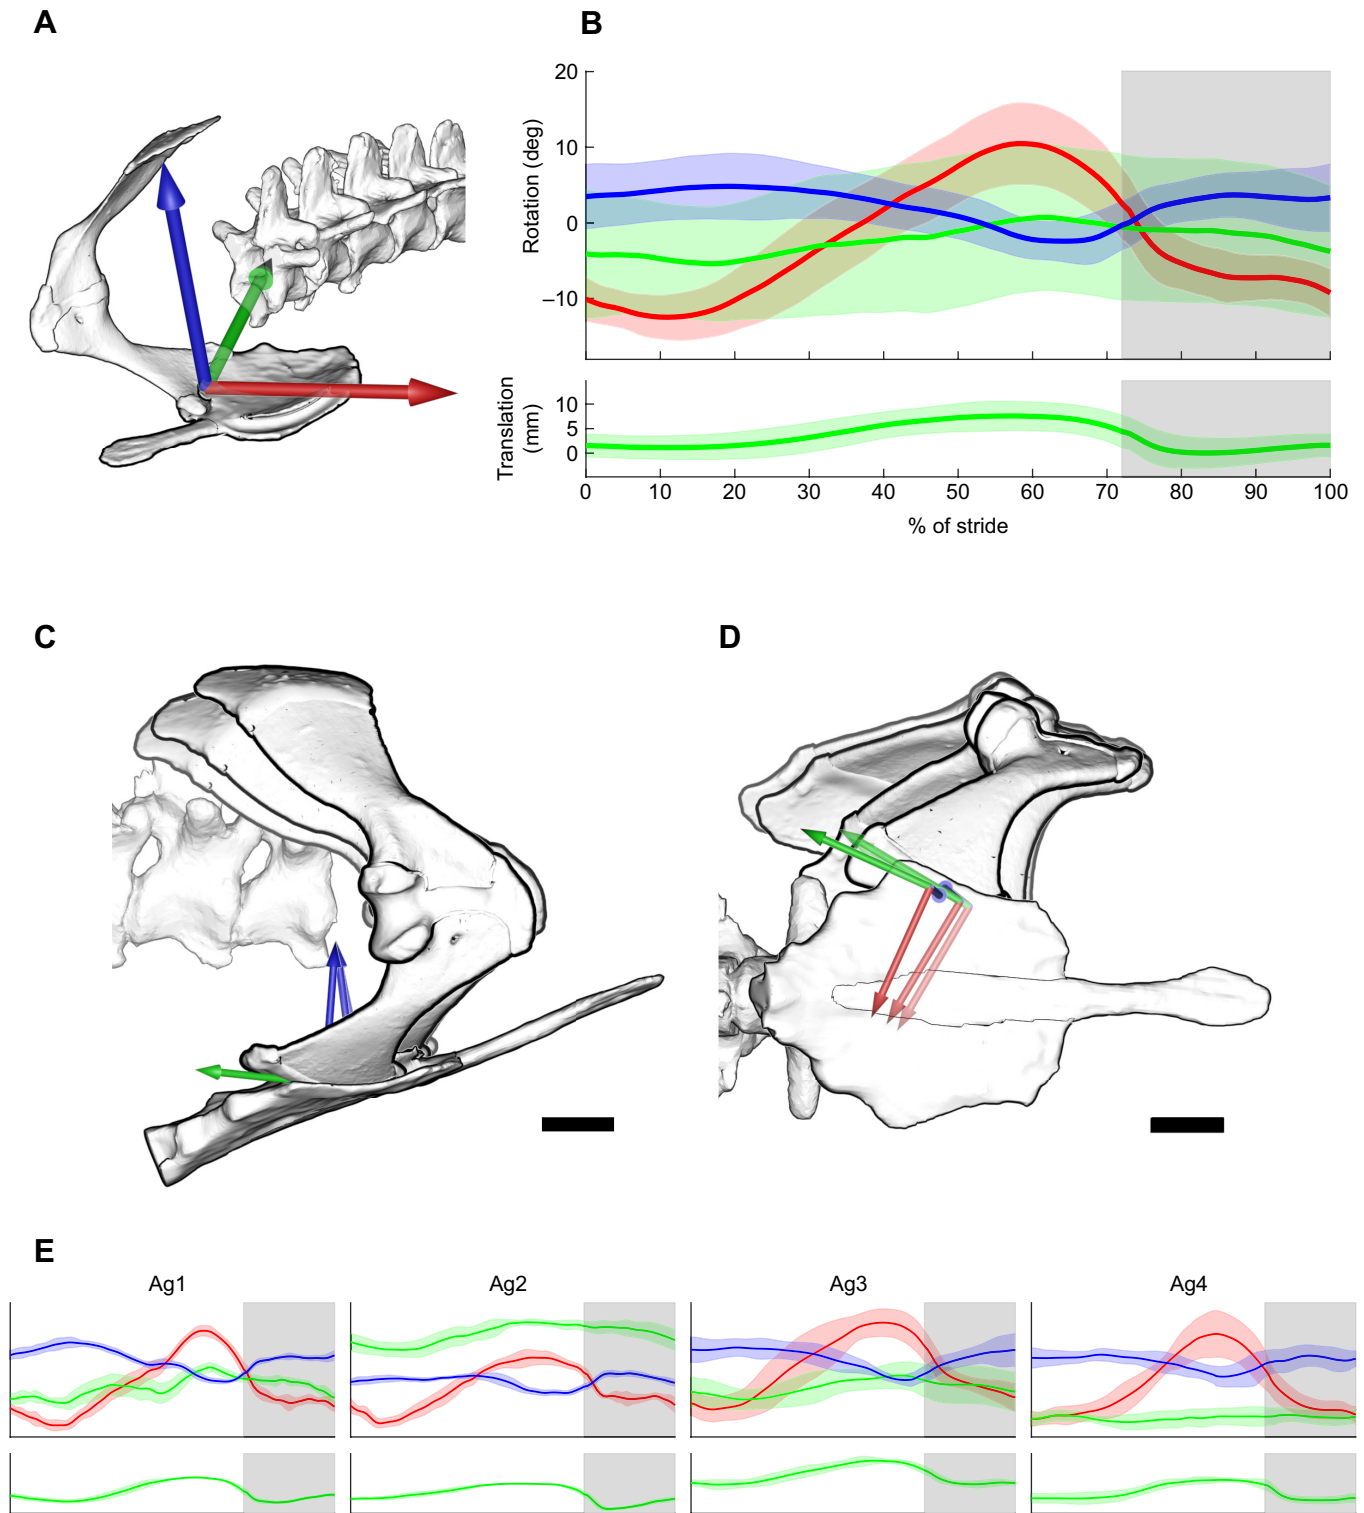 A
B
20
10
0
–10
Rotation (deg)
10
5
0
Translation
(mm)
0 10 20 30 40 50 60 70 80 90 100
% of stride
C
D
E
Ag1 Ag2 Ag3 Ag4